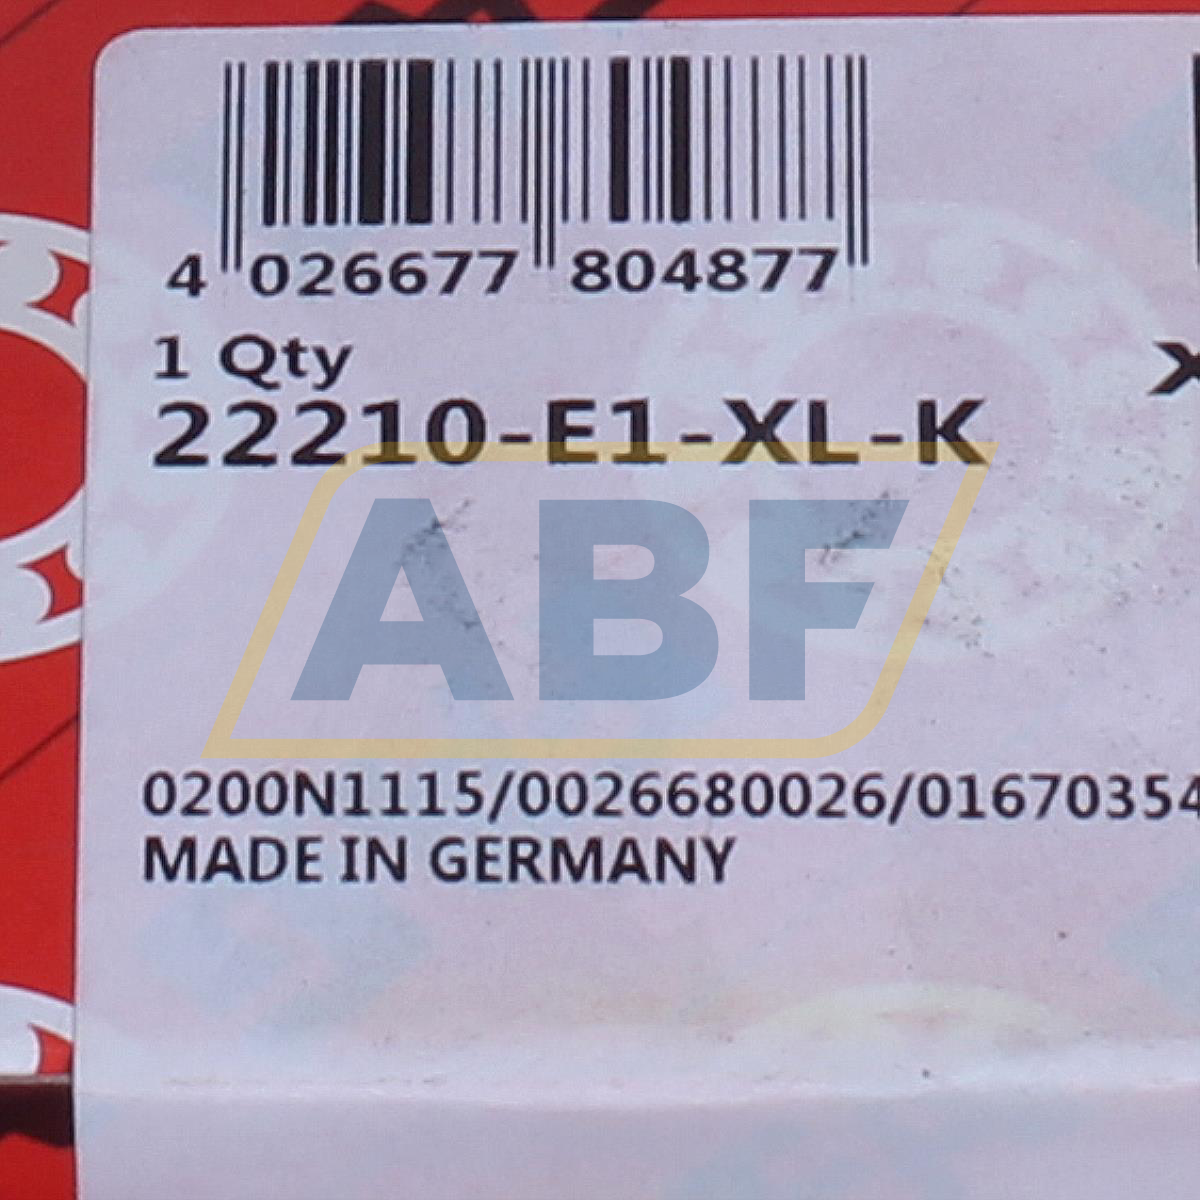 4 026677 804877
1 Qty
22210-E1-XL-K
X
ABF
0200N1115/0026680026/01670354
MADE IN GERMANY